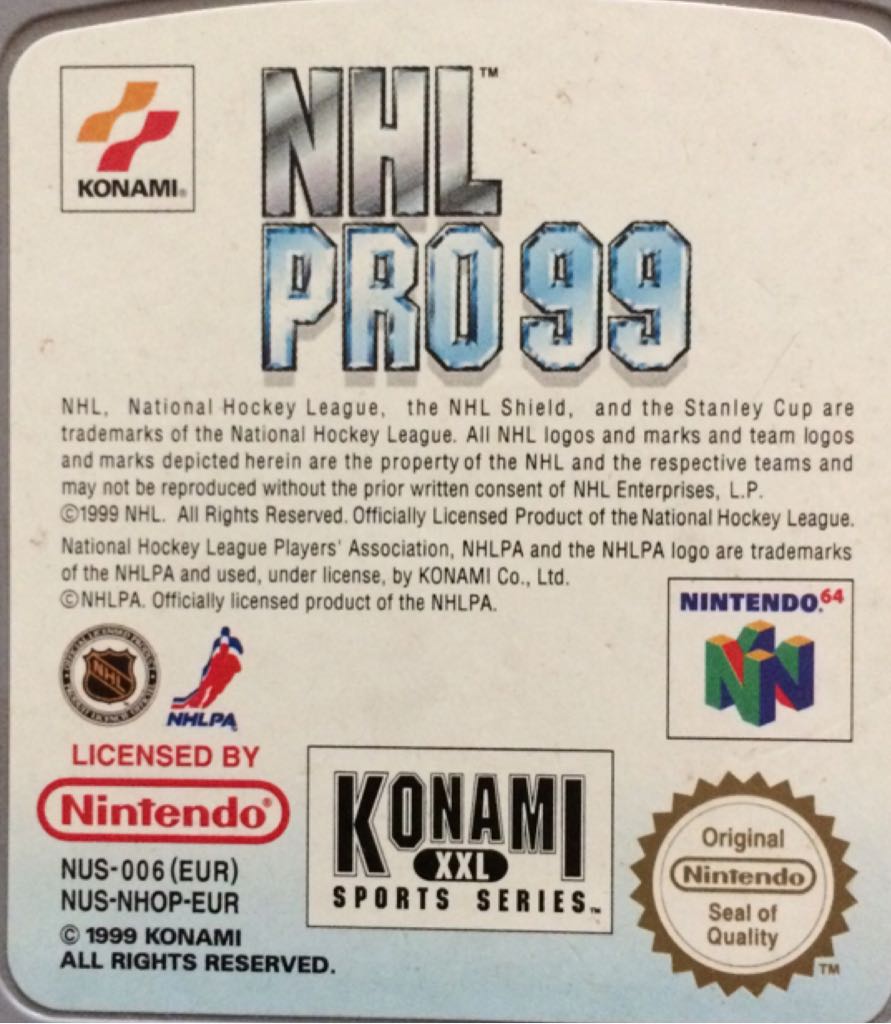 KONAMI®
NHL™
PRO 99
NHL, National Hockey League, the NHL Shield, and the Stanley Cup are
trademarks of the National Hockey League. All NHL logos and marks and team logos
and marks depicted herein are the property of the NHL and the respective teams and
may not be reproduced without the prior written consent of NHL Enterprises, L.P.
©1999 NHL. All Rights Reserved. Officially Licensed Product of the National Hockey League.
National Hockey League Players' Association, NHLPA and the NHLPA logo are trademarks
of the NHLPA and used, under license, by KONAMI Co., Ltd.
©NHLPA. Officially licensed product of the NHLPA.
NINTENDO.64
NHL
NHLPA
LICENSED BY
Nintendo®
NUS-006 (EUR)
NUS-NHOP-EUR
© 1999 KONAMI
ALL RIGHTS RESERVED.
KONAMI
XXL
SPORTS SERIES™
Original
Nintendo
Seal of
Quality
TM